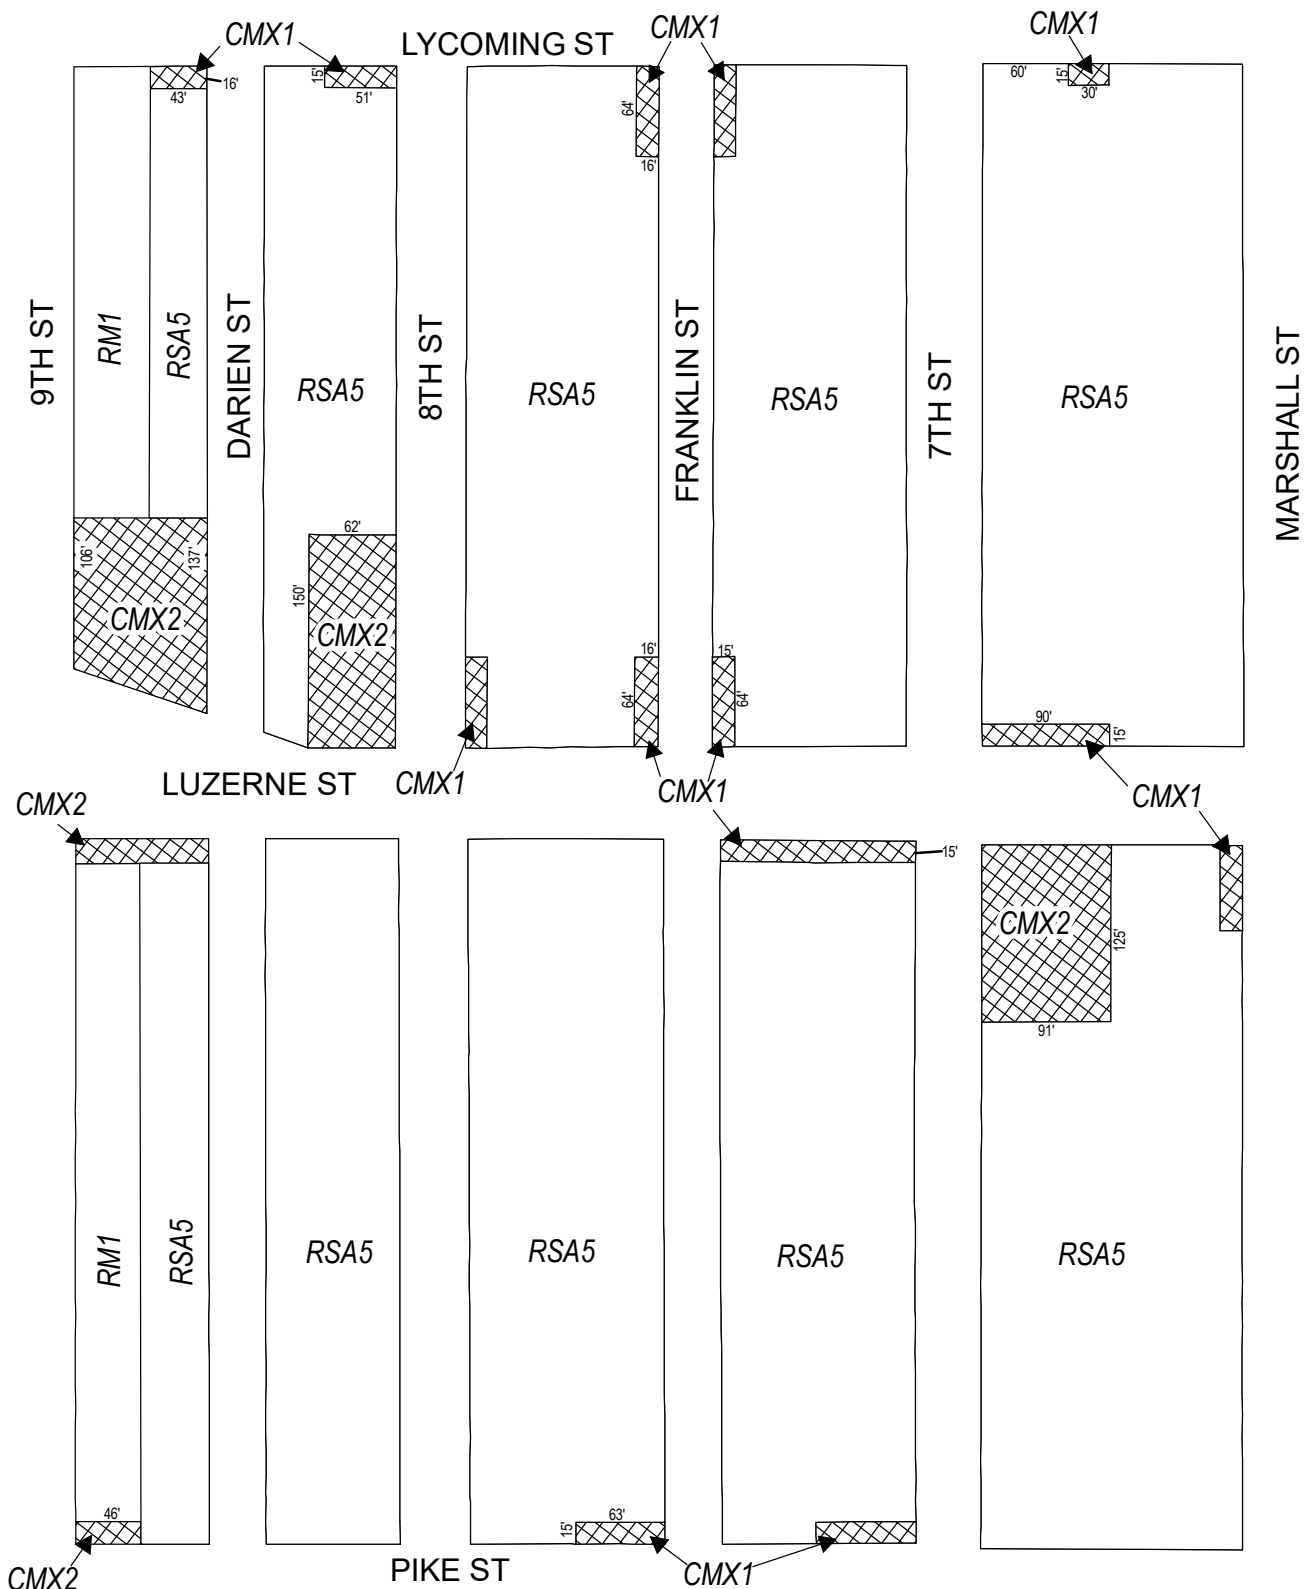 CMX1
LYCOMING ST
CMX1
CMX1
16'
43'
15'
51'
64'
16'
60'
15'
30'
9TH ST
RM1
RSA5
DARIEN ST
RSA5
8TH ST
RSA5
FRANKLIN ST
RSA5
7TH ST
RSA5
MARSHALL ST
106'
137'
CMX2
62'
150'
CMX2
16'
64'
15'
64'
90'
15'
LUZERNE ST
CMX1
CMX1
CMX1
CMX2
15'
CMX2
125'
91'
RM1
RSA5
RSA5
RSA5
RSA5
RSA5
46'
63'
15'
CMX2
PIKE ST
CMX1